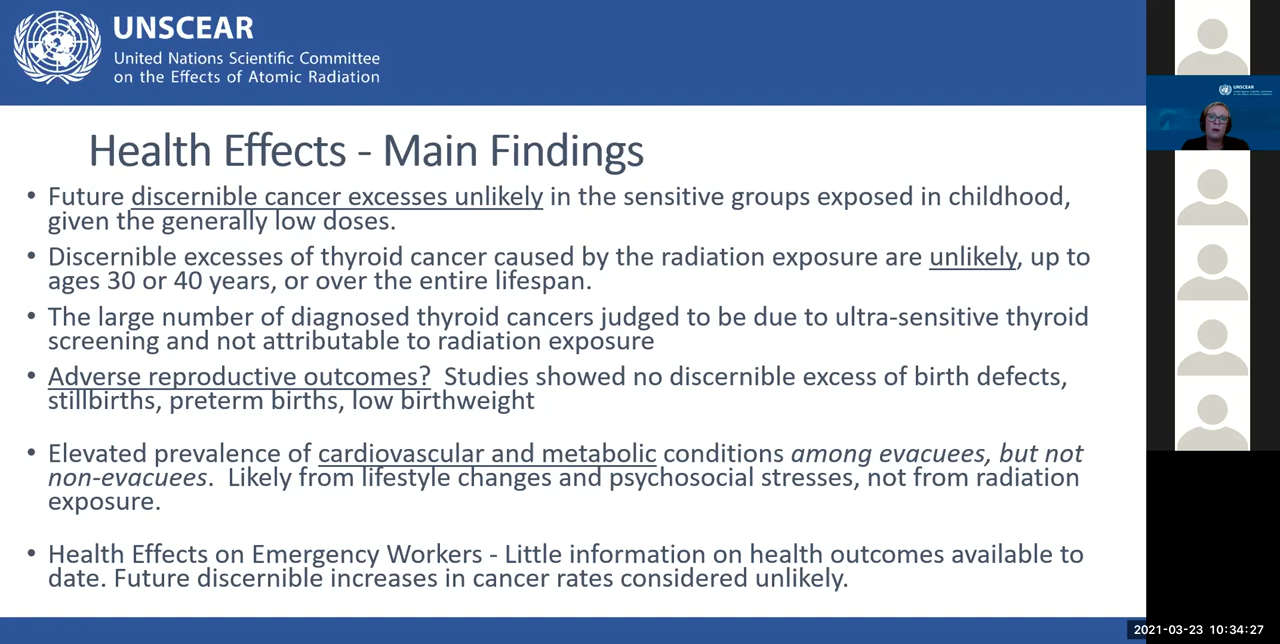 UNSCEAR
United Nations Scientific Committee
on the Effects of Atomic Radiation
Health Effects - Main Findings
• Future discernible cancer excesses unlikely in the sensitive groups exposed in childhood,
given the generally low doses.
• Discernible excesses of thyroid cancer caused by the radiation exposure are unlikely, up to
ages 30 or 40 years, or over the entire lifespan.
• The large number of diagnosed thyroid cancers judged to be due to ultra-sensitive thyroid
screening and not attributable to radiation exposure
• Adverse reproductive outcomes? Studies showed no discernible excess of birth defects,
stillbirths, preterm births, low birthweight
• Elevated prevalence of cardiovascular and metabolic conditions among evacuees, but not
non-evacuees. Likely from lifestyle changes and psychosocial stresses, not from radiation
exposure.
• Health Effects on Emergency Workers - Little information on health outcomes available to
date. Future discernible increases in cancer rates considered unlikely.
UNSCEAR
2021-03-23 10:34:27